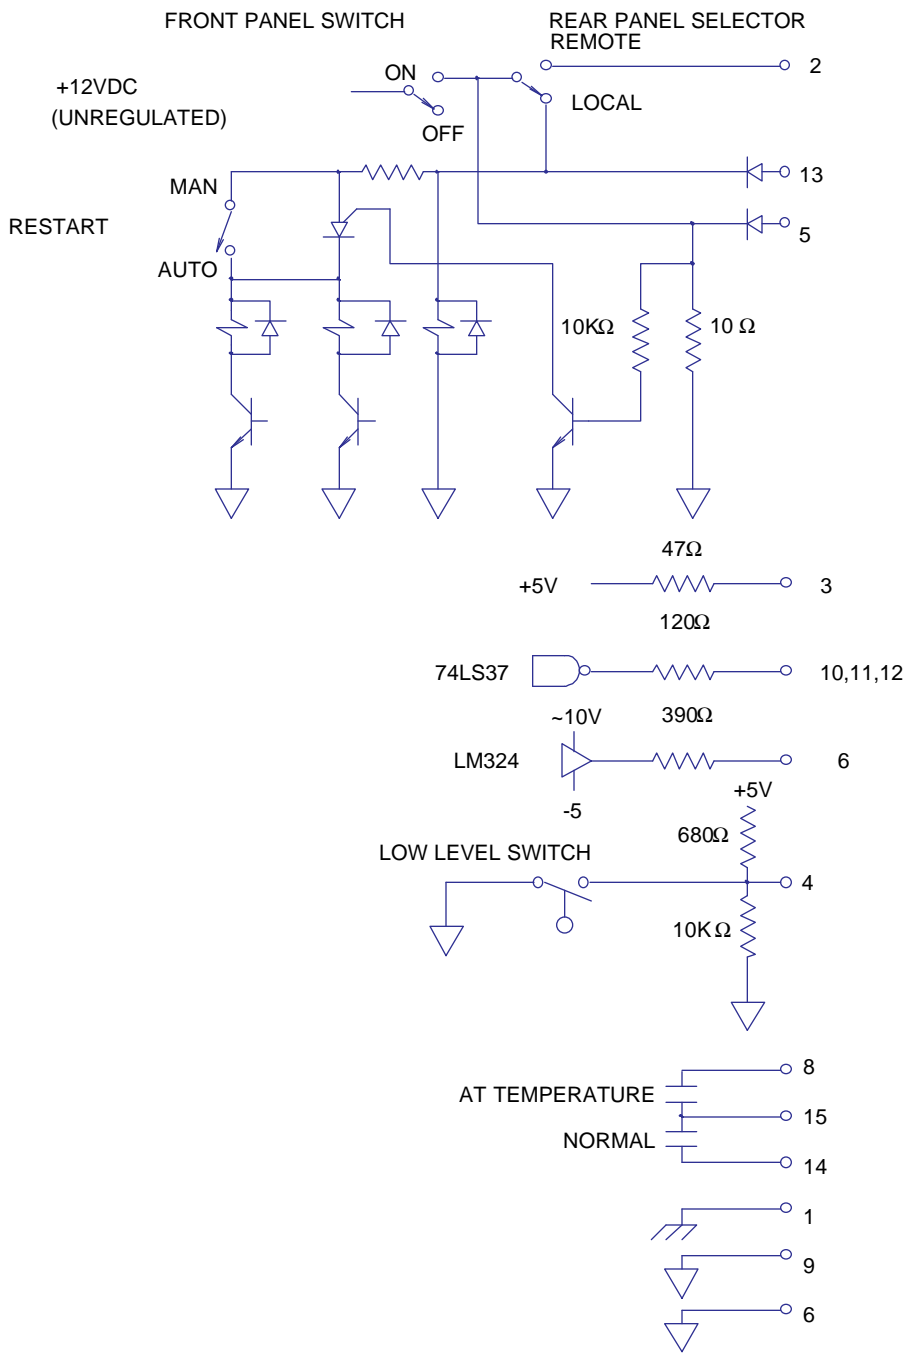 FRONT PANEL SWITCH
REAR PANEL SELECTOR
REMOTE
2
ON
+12VDC
(UNREGULATED)
LOCAL
OFF
13
MAN
RESTART
5
AUTO
10KΩ
10 Ω
47Ω
+5V
3
120Ω
74LS37
10,11,12
~10V
390Ω
LM324
6
-5
+5V
680Ω
LOW LEVEL SWITCH
4
10K Ω
8
AT TEMPERATURE
15
NORMAL
14
1
9
6